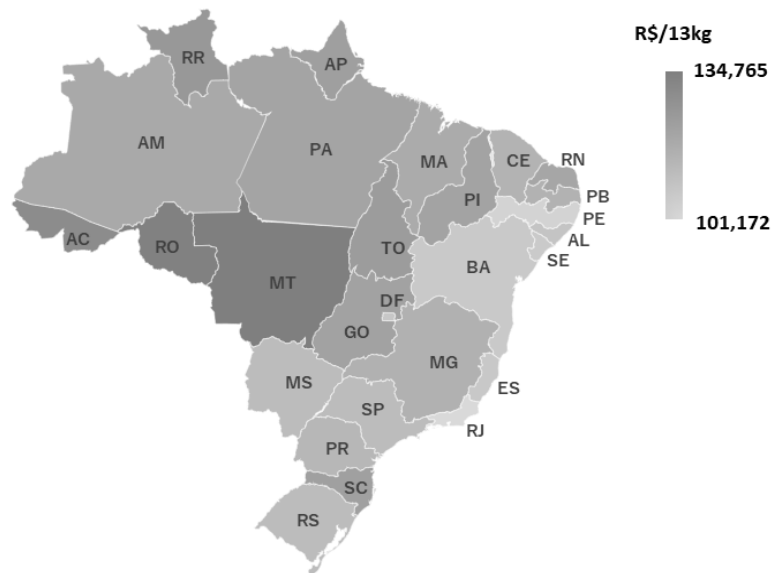 R$/13kg
134,765
101,172
RR
AP
AM
PA
MA
CE
RN
PI
PB
PE
AC
RO
TO
AL
SE
BA
MT
DF
GO
MG
MS
ES
SP
RJ
PR
SC
RS